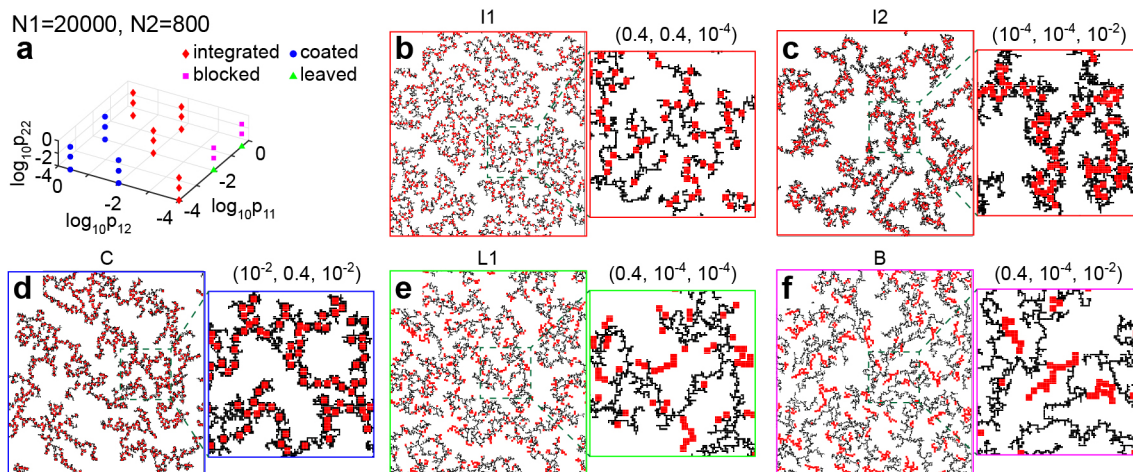 N1=20000, N2=800
a
integrated
coated
blocked
leaved
log10p22
0
-2
-4
0
-2
-4
log10p12
0
-2
-4
log10p11
I1
b
(0.4, 0.4, 10-4)
I2
c
(10-4, 10-4, 10-2)
C
d
(10-2, 0.4, 10-2)
L1
e
(0.4, 10-4, 10-4)
B
f
(0.4, 10-4, 10-2)